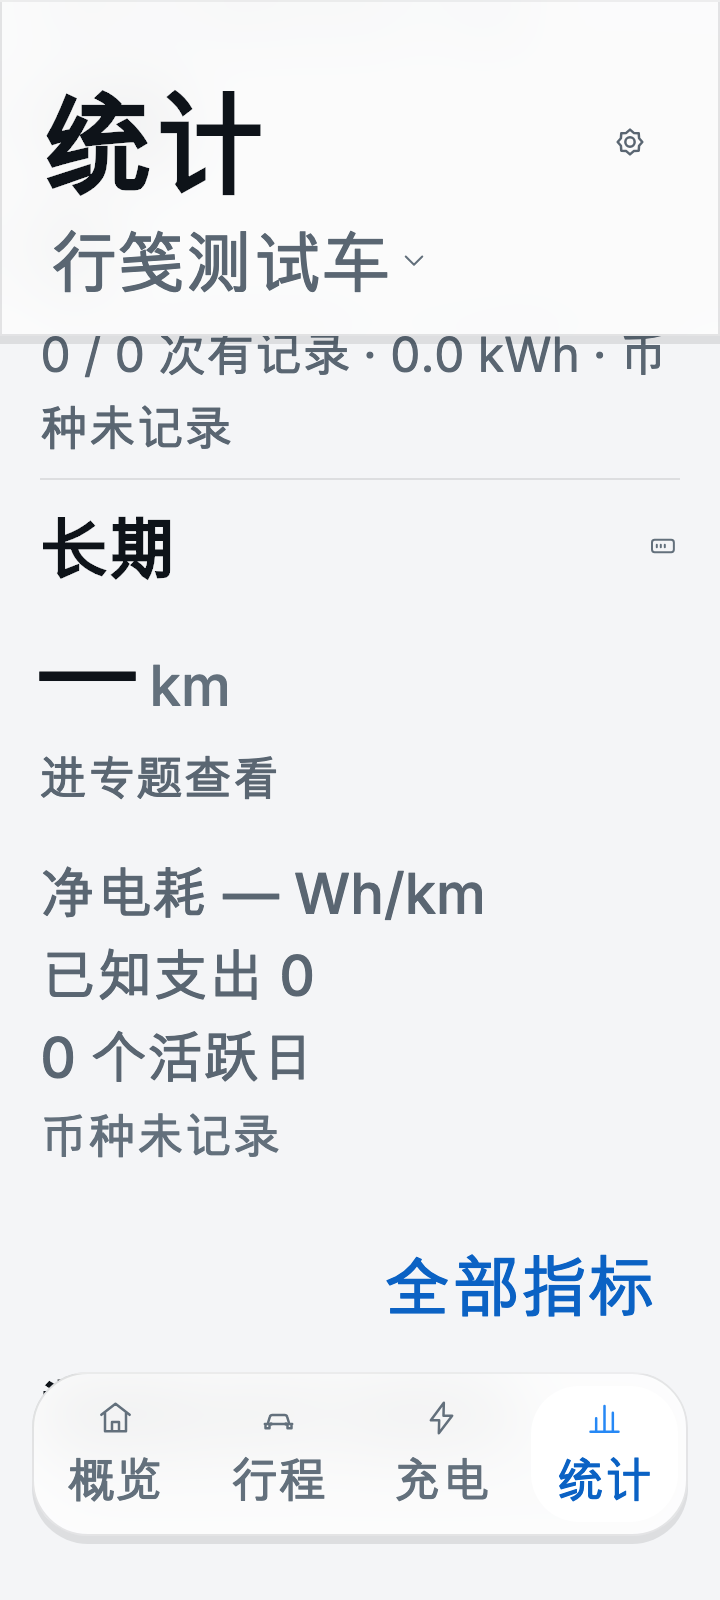 统计
行笺测试车
0 / 0 次有记录 · 0.0 kWh · 币
种未记录
长期
— km
进专题查看
净电耗 — Wh/km
已知支出 0
0 个活跃日
币种未记录
全部指标
概览
行程
充电
统计